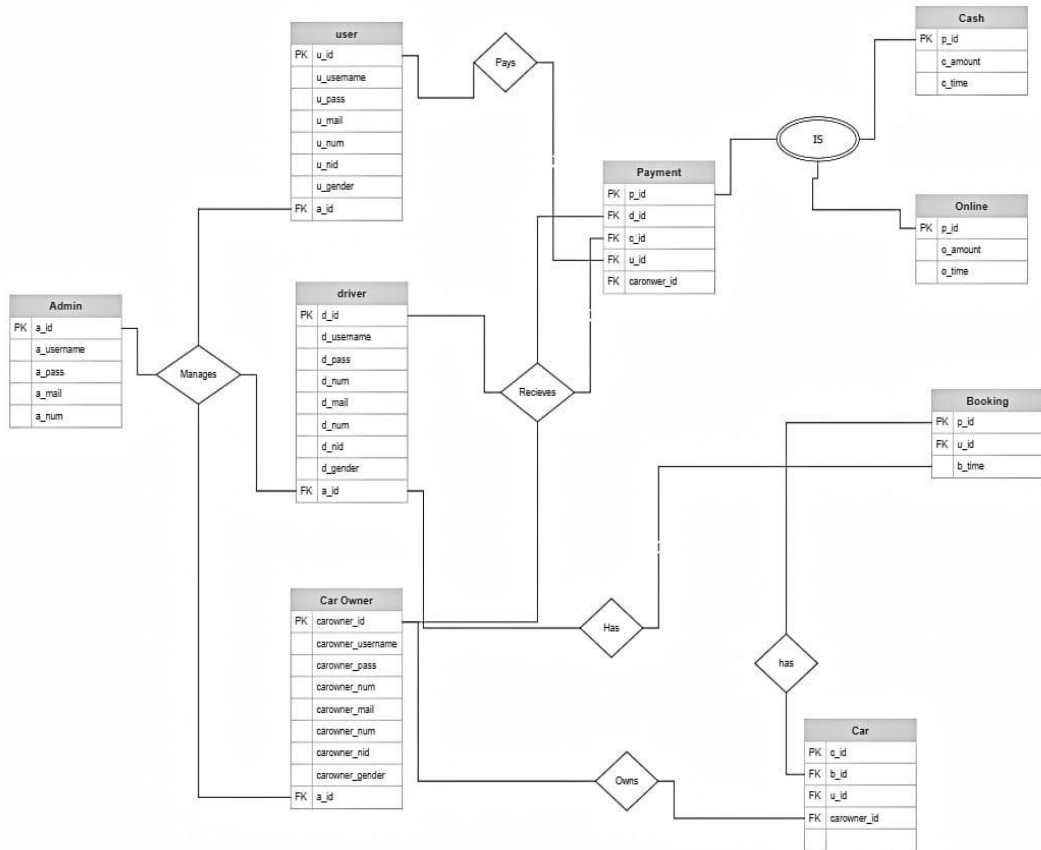 user
PK u_id
u_username
u_pass
u_mail
u_num
u_nid
u_gender
FK a_id
Pays
Cash
PK p_id
c_amount
c_time
IS
Payment
PK p_id
FK d_id
FK c_id
FK u_id
FK caronwer_id
Online
PK p_id
o_amount
o_time
Admin
PK a_id
a_username
a_pass
a_mail
a_num
Manages
driver
PK d_id
d_username
d_pass
d_num
d_mail
d_num
d_nid
d_gender
FK a_id
Recieves
Booking
PK p_id
FK u_id
b_time
Car Owner
PK carowner_id
carowner_username
carowner_pass
carowner_num
carowner_mail
carowner_num
carowner_nid
carowner_gender
FK a_id
Has
has
Owns
Car
PK c_id
FK b_id
FK u_id
FK carowner_id